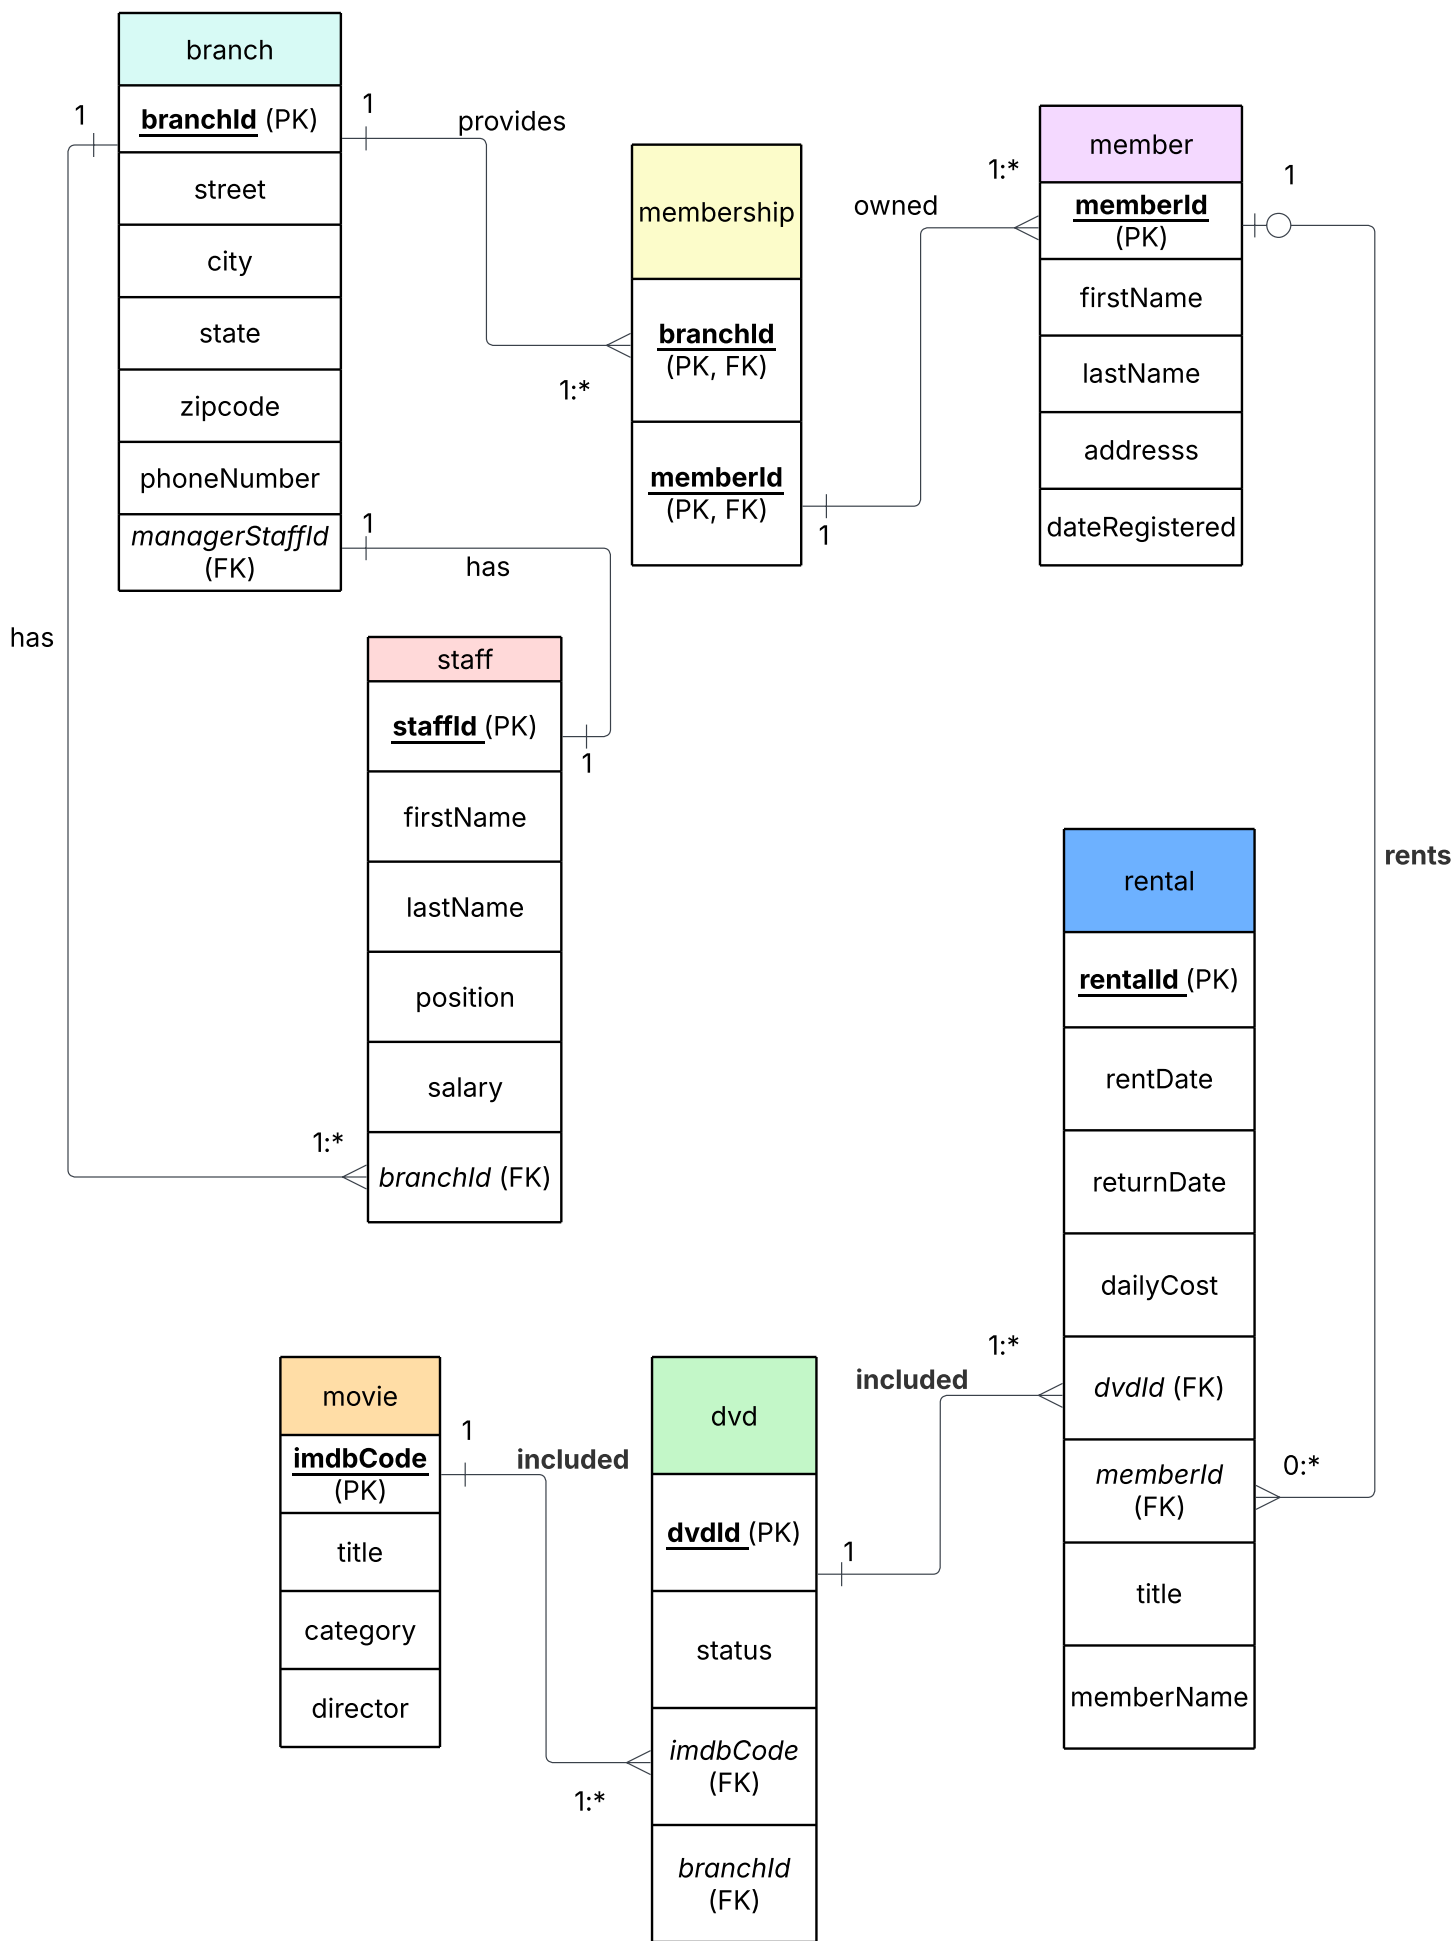 branch
branchId (PK)
street
city
state
zipcode
phoneNumber
managerStaffId
(FK)
1
1
provides
1:*
membership
branchId
(PK, FK)
memberId
(PK, FK)
1
owned
1:*
member
memberId
(PK)
firstName
lastName
addresss
dateRegistered
1
1
has
has
staff
staffId (PK)
firstName
lastName
position
salary
branchId (FK)
1
1:*
rents
rental
rentalId (PK)
rentDate
returnDate
dailyCost
dvdId (FK)
memberId
(FK)
title
memberName
1:*
0:*
included
movie
imdbCode
(PK)
title
category
director
1
included
1:*
dvd
dvdId (PK)
status
imdbCode
(FK)
branchId
(FK)
1